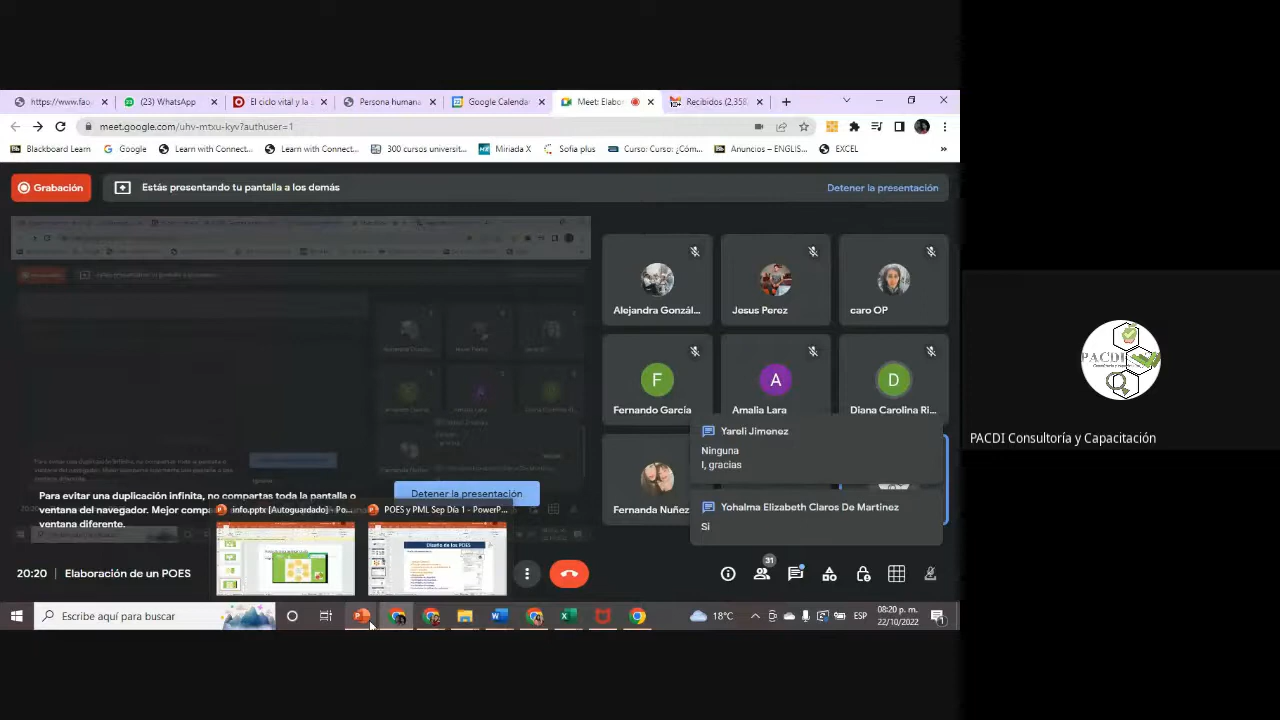 https://www.fao
(23) WhatsApp
El ciclo vital y la s
Persona human
Google Calenda
Meet: Elabo
Recibidos (2,358
meet.google.com/uhv-mtxu-kyv?authuser=1
Blackboard Learn
Google
Learn with Connect...
Learn with Connect...
300 cursos universit...
Miriada X
Sofia plus
Curso: Curso: ¿Cóm...
Anuncios – ENGLIS...
EXCEL
»
Grabación
Estás presentando tu pantalla a los demás
Detener la presentación
Alejandra Gonzál...
Jesus Perez
caro OP
F
Fernando García
A
Amalia Lara
D
Diana Carolina Ri...
Fernanda Nuñez
Yareli Jimenez
Ninguna
I, gracias
Yohalma Elizabeth Claros De Martinez
Si
Para evitar una duplicación infinita, no compartas toda la pantalla o
ventana del navegador. Mejor compa
ventana diferente.
Detener la presentación
info.pptx [Autoguardado] - Po...
POES y PML Sep Día 1 - PowerP...
Diseño de los POES
20:20
Elaboración de los POES
31
Escribe aquí para buscar
18°C
ESP
08:20 p. m.
22/10/2022
1
PACDI
PACDI Consultoría y Capacitación